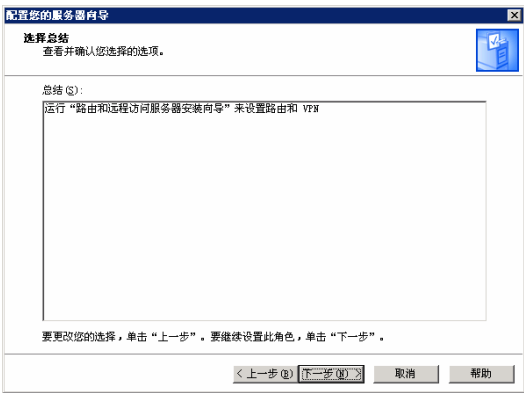 配置您的服务器向导
选择总结
查看并确认您选择的选项。
总结(S):
运行“路由和远程访问服务器安装向导”来设置路由和 VPN
要更改您的选择，单击“上一步”。要继续设置此角色，单击“下一步”。
< 上一步(B) 下一步(N) > 取消 帮助